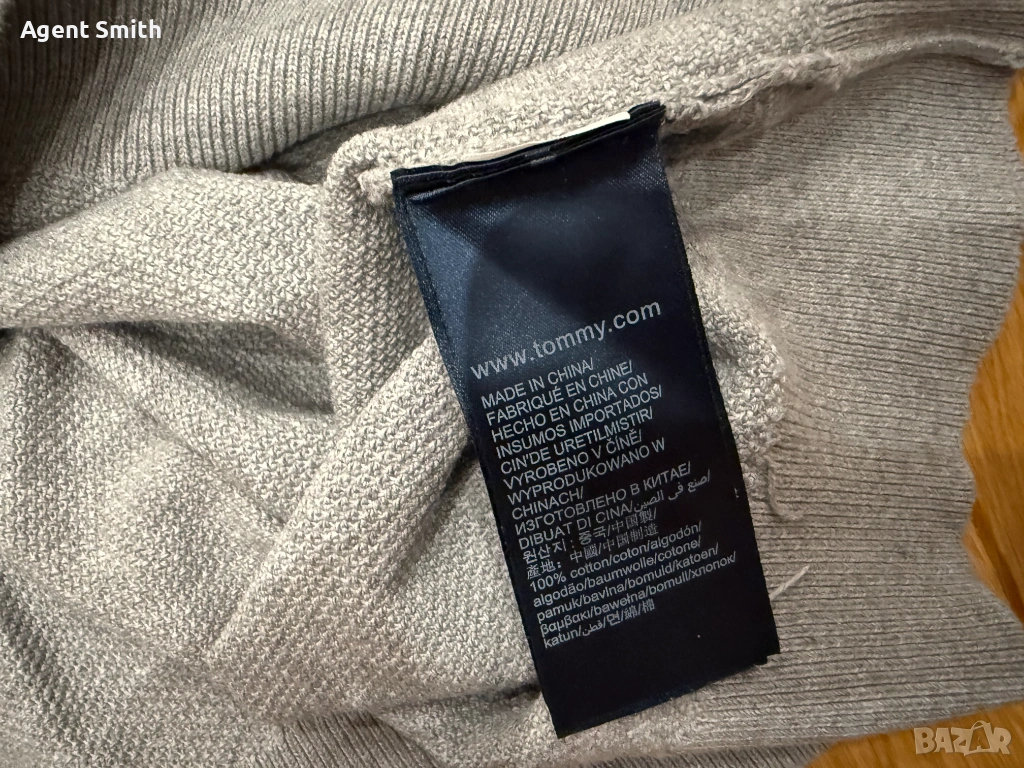 Agent Smith
www.tommy.com
MADE IN CHINA/
FABRIQUÉ EN CHINE/
HECHO EN CHINA CON
INSUMOS IMPORTADOS/
CIN'DE URETILMISTIR/
VYROBENO V ČÍNĚ/
WYPRODUKOWANO W
CHINACH/
ИЗГОТОВЛЕНО В КИТАЕ/
DIBUAT DI CINA/صنع في الصين/
원산지: 중국/中国製/
産地: 中國/中国制造
100% cotton/coton/algodón/
algodão/baumwolle/cotone/
pamuk/bavlna/bomuld/katoen/
βαμβακι/bawełna/bomull/хлопок/
katun/قطن/면/綿/棉
BAZAR